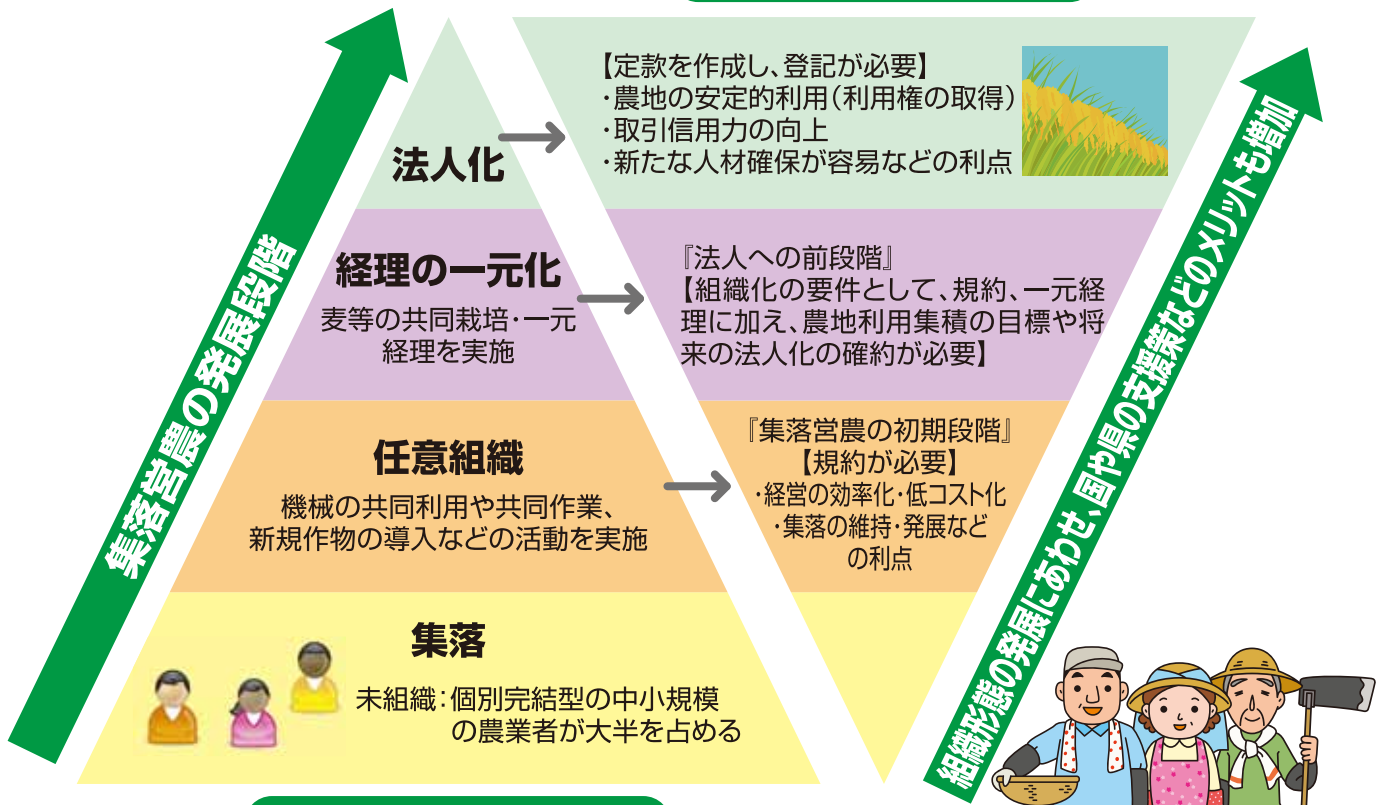 集落営農の発展段階
法人化
【定款を作成し、登記が必要】
・農地の安定的利用（利用権の取得）
・取引信用力の向上
・新たな人材確保が容易などの利点
経理の一元化
麦等の共同栽培・一元
経理を実施
『法人への前段階』
【組織化の要件として、規約、一元経
理に加え、農地利用集積の目標や将
来の法人化の確約が必要】
任意組織
機械の共同利用や共同作業、
新規作物の導入などの活動を実施
『集落営農の初期段階』
【規約が必要】
・経営の効率化・低コスト化
・集落の維持・発展など
の利点
集落
未組織：個別完結型の中小規模
の農業者が大半を占める
組織形態の発展にあわせ、国や県の支援策などのメリットも増加